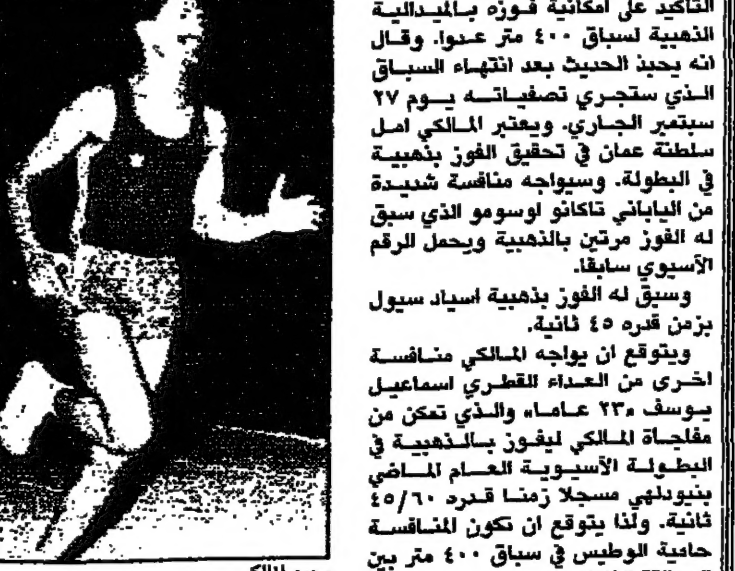 التأكيد على امكانية فوزه بالميدالية
الذهبية لسباق ٤٠٠ متر عدوا. وقال
انه يحبذ الحديث بعد انتهاء السباق
الذي ستجري تصفياته يوم ٢٧
سبتمبر الجاري. ويعتبر المالكي امل
سلطنة عمان في تحقيق الفوز بذهبية
في البطولة. وسيواجه منافسة شديدة
من الياباني تاكانو اوسومو الذي سبق
له الفوز مرتين بالذهبية ويحمل الرقم
الآسيوي سابقا.
وسبق له الفوز بذهبية اسياد سيول
بزمن قدره ٤٥ ثانية.
ويتوقع ان يواجه المالكي منافسة
اخرى من العداء القطري اسماعيل
يوسف «٢٣ عاما» والذي تمكن من
مفاجاة المالكي ليفوز بالذهبية في
البطولة الآسيوية العام الماضي
بنيودلهي مسجلا زمنا قدره ٤٥/٦٠
ثانية. ولذا يتوقع ان تكون المنافسة
حامية الوطيس في سباق ٤٠٠ متر بين